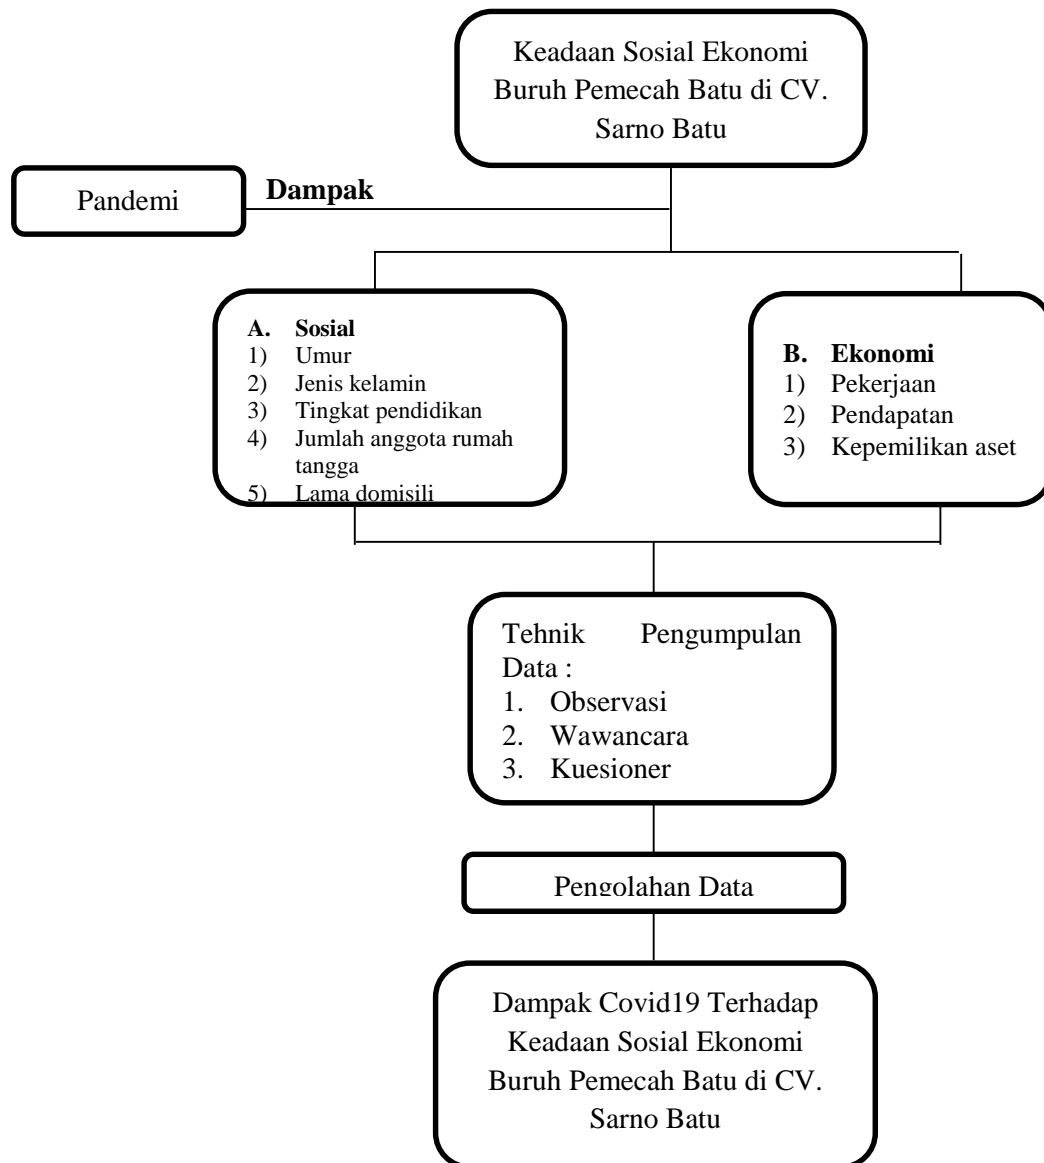 Keadaan Sosial Ekonomi
Buruh Pemecah Batu di CV.
Sarno Batu
Pandemi
Dampak
A. Sosial
1) Umur
2) Jenis kelamin
3) Tingkat pendidikan
4) Jumlah anggota rumah
tangga
5) Lama domisili
B. Ekonomi
1) Pekerjaan
2) Pendapatan
3) Kepemilikan aset
Tehnik Pengumpulan
Data :
1. Observasi
2. Wawancara
3. Kuesioner
Pengolahan Data
Dampak Covid19 Terhadap
Keadaan Sosial Ekonomi
Buruh Pemecah Batu di CV.
Sarno Batu